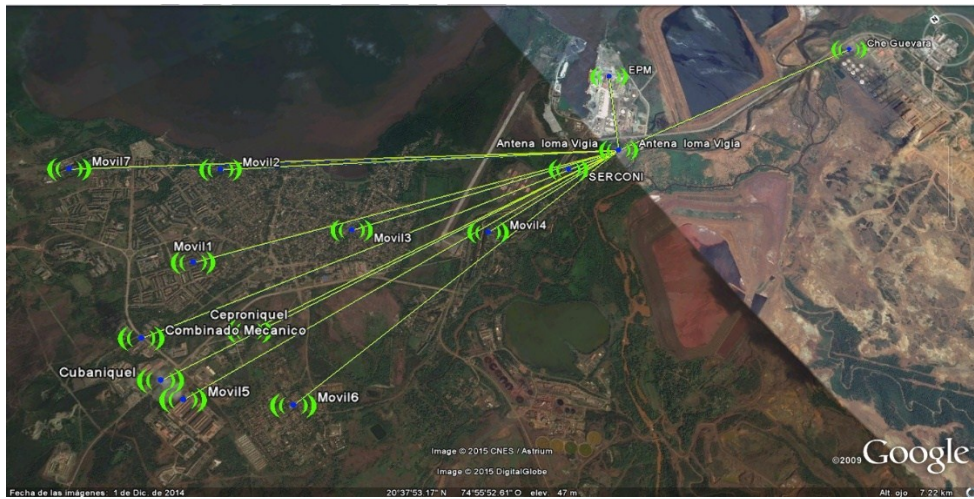 Che Guevara
EPM
Antena loma Vigia
Antena loma Vigia
SERCONI
Movil7
Movil2
Movil3
Movil4
Movil1
Ceproniquel
Combinado Mecanico
Cubaniquel
Movil5
Movil6
Image © 2015 CNES / Astrium
Image © 2015 DigitalGlobe
©2009 Google
Fecha de las imágenes: 1 de Dic. de 2014
20°37'53.17" N 74°55'52.61" O elev 47 m
Alt. ojo 7.22 km